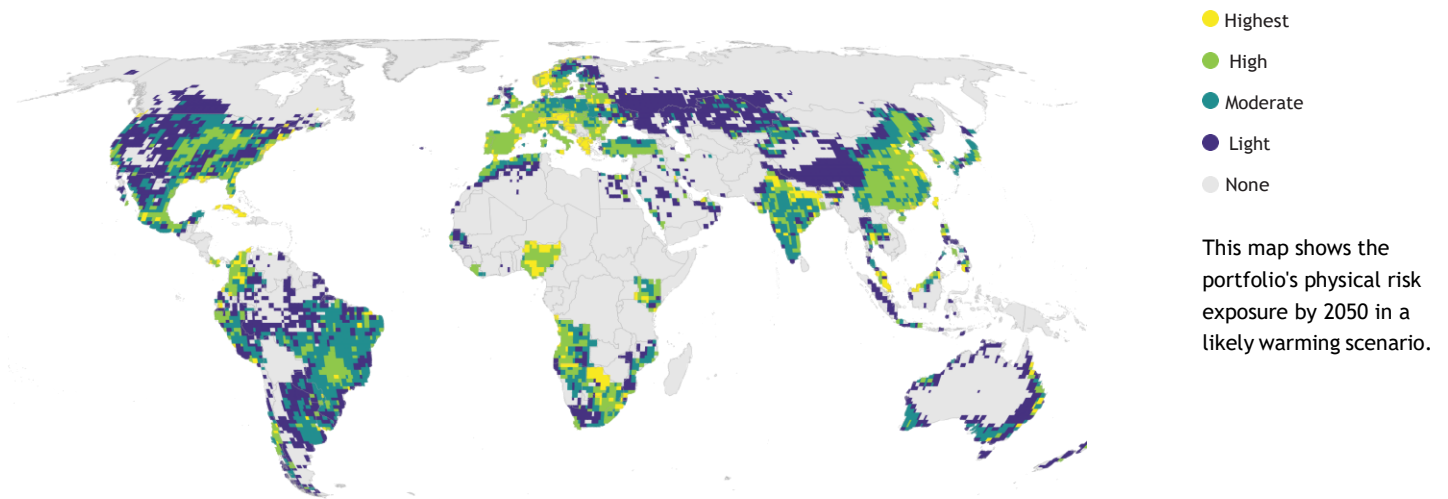 Highest
High
Moderate
Light
None
This map shows the
portfolio's physical risk
exposure by 2050 in a
likely warming scenario.